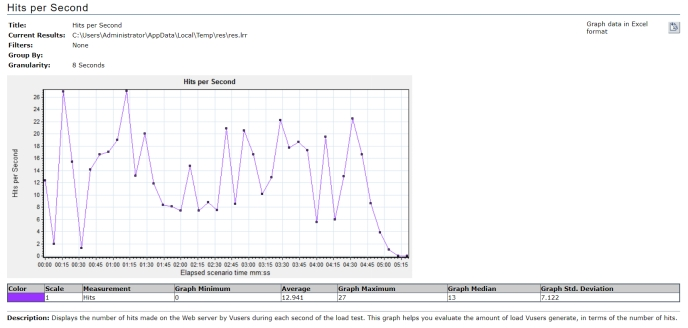 Hits per Second
Title: Hits per Second
Graph data in Excel format
Current Results: C:\Users\Administrator\AppData\Local\Temp\res\res.lrr
Filters: None
Group By:
Granularity: 8 Seconds
Hits per Second
Hits per Second
26
24
22
20
18
16
14
12
10
8
6
4
2
0
00:00 00:15 00:30 00:45 01:00 01:15 01:30 01:45 02:00 02:15 02:30 02:45 03:00 03:15 03:30 03:45 04:00 04:15 04:30 04:45 05:00 05:15
Elapsed scenario time mm:ss
Color Scale Measurement Graph Minimum Average Graph Maximum Graph Median Graph Std. Deviation
1 Hits 0 12.941 27 13 7.122
Description: Displays the number of hits made on the Web server by Vusers during each second of the load test. This graph helps you evaluate the amount of load Vusers generate, in terms of the number of hits.